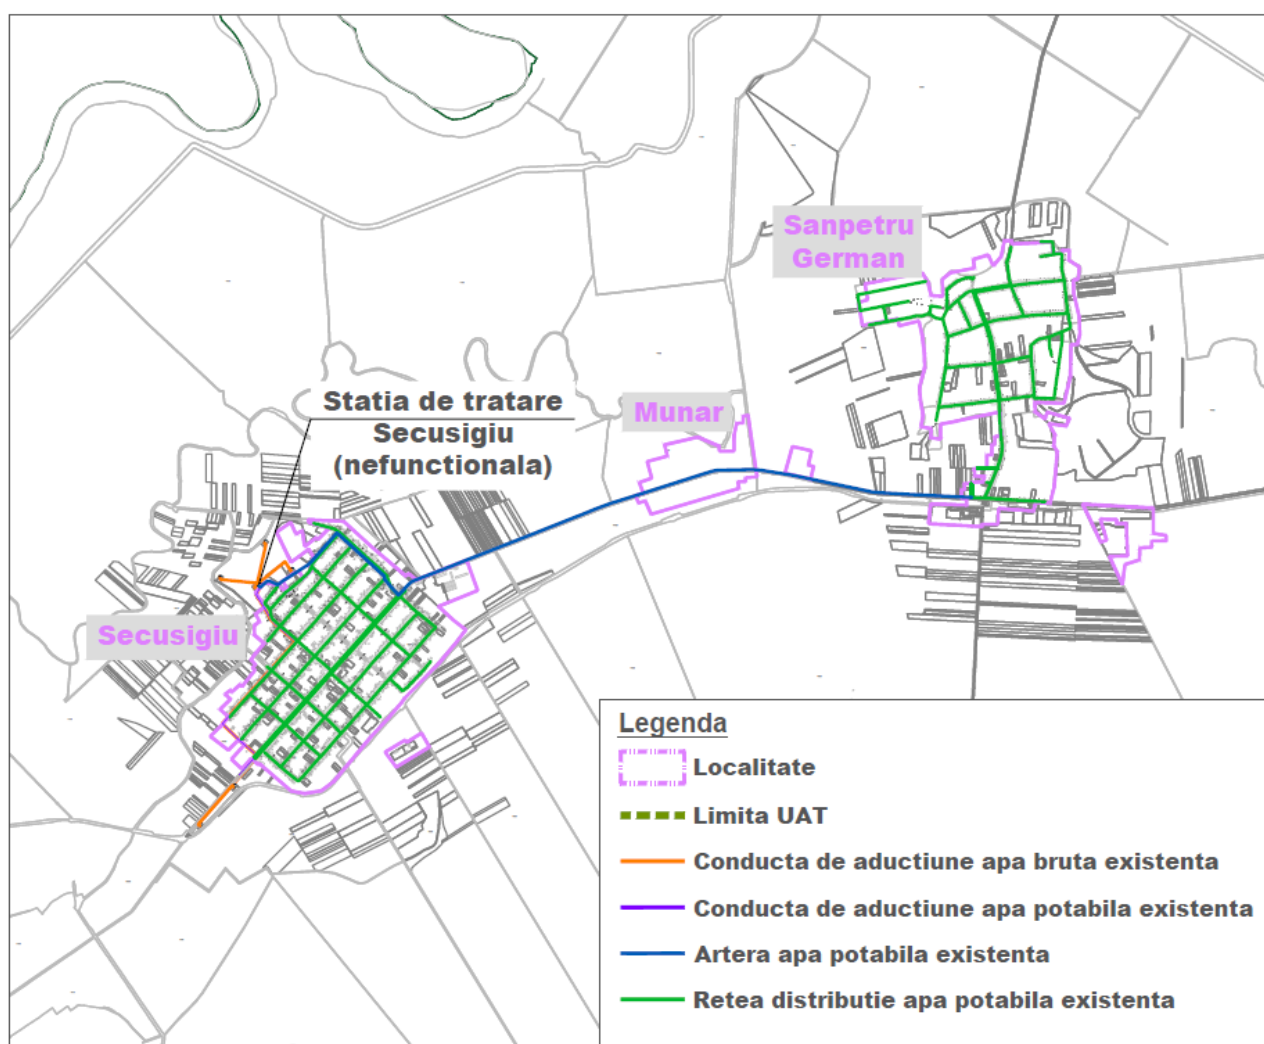 Sanpetru
German
Statia de tratare
Secusigiu
(nefunctionala)
Munar
Secusigiu
Legenda
Localitate
Limita UAT
Conducta de aductiune apa bruta existenta
Conducta de aductiune apa potabila existenta
Artera apa potabila existenta
Retea distributie apa potabila existenta